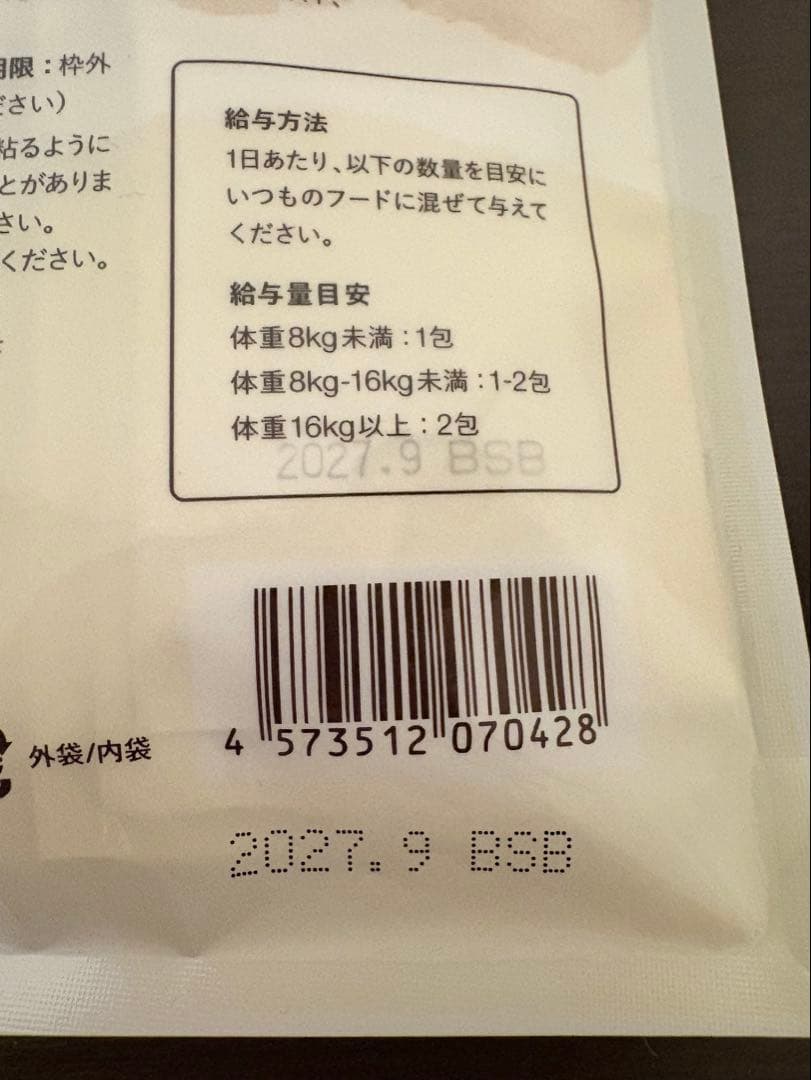 限：枠外
ださい）
粘るように
とがありま
さい。
ください。
給与方法
1日あたり、以下の数量を目安に
いつものフードに混ぜて与えて
ください。
給与量目安
体重8kg未満：1包
体重8kg-16kg未満：1-2包
体重16kg以上：2包
2027.9 BSB
4 573512 070428
外袋/内袋
2027.9 BSB